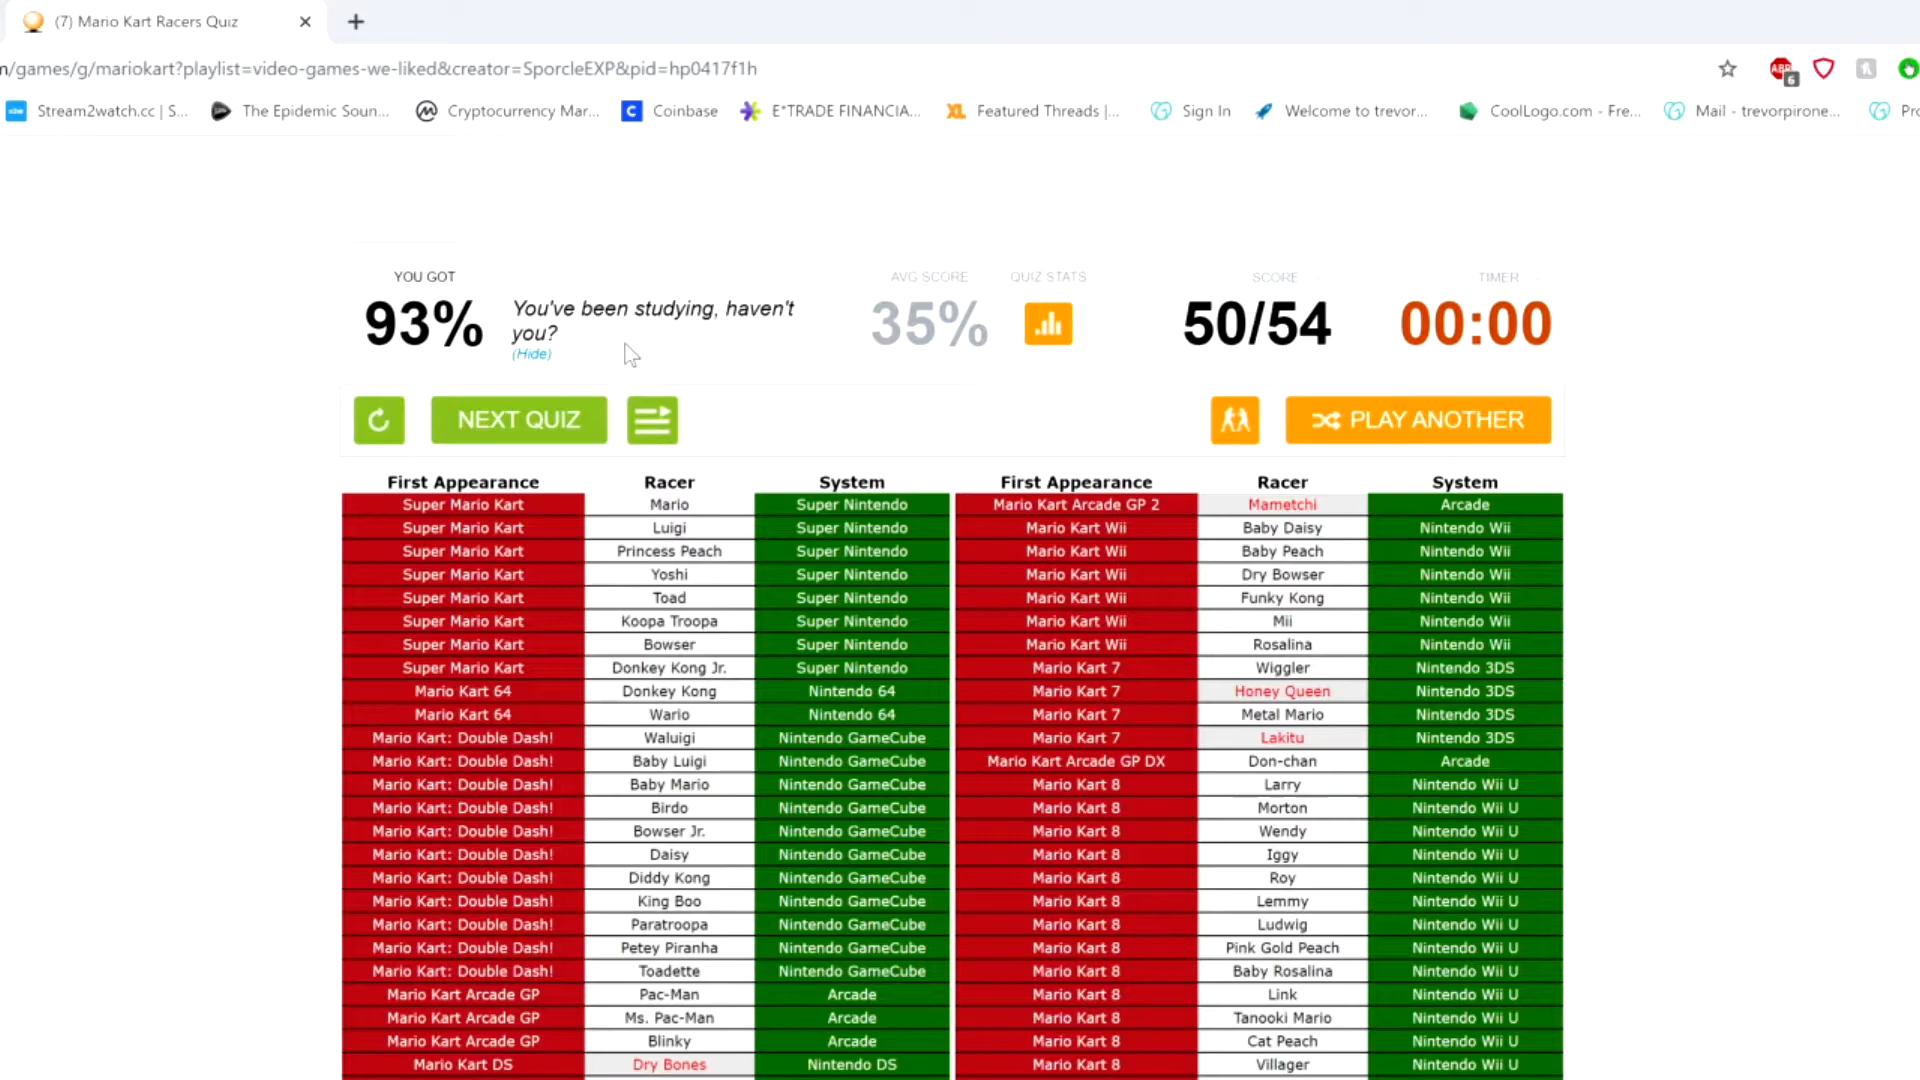 (7) Mario Kart Racers Quiz
/games/g/mariokart?playlist=video-games-we-liked&creator=SporcleEXP&pid=hp0417f1h
ABP 6
Stream2watch.cc | S... The Epidemic Soun... Cryptocurrency Mar... Coinbase E*TRADE FINANCIA... XL Featured Threads |... Sign In Welcome to trevor... CoolLogo.com - Fre... Mail - trevorpirone...
YOU GOT AVG SCORE QUIZ STATS SCORE TIMER
93% You've been studying, haven't you? 35% 50/54 00:00
(Hide)
NEXT QUIZ PLAY ANOTHER
First Appearance Racer System First Appearance Racer System
Super Mario Kart Mario Super Nintendo Mario Kart Arcade GP 2 Mametchi Arcade
Super Mario Kart Luigi Super Nintendo Mario Kart Wii Baby Daisy Nintendo Wii
Super Mario Kart Princess Peach Super Nintendo Mario Kart Wii Baby Peach Nintendo Wii
Super Mario Kart Yoshi Super Nintendo Mario Kart Wii Dry Bowser Nintendo Wii
Super Mario Kart Toad Super Nintendo Mario Kart Wii Funky Kong Nintendo Wii
Super Mario Kart Koopa Troopa Super Nintendo Mario Kart Wii Mii Nintendo Wii
Super Mario Kart Bowser Super Nintendo Mario Kart Wii Rosalina Nintendo Wii
Super Mario Kart Donkey Kong Jr. Super Nintendo Mario Kart 7 Wiggler Nintendo 3DS
Mario Kart 64 Donkey Kong Nintendo 64 Mario Kart 7 Honey Queen Nintendo 3DS
Mario Kart 64 Wario Nintendo 64 Mario Kart 7 Metal Mario Nintendo 3DS
Mario Kart: Double Dash! Waluigi Nintendo GameCube Mario Kart 7 Lakitu Nintendo 3DS
Mario Kart: Double Dash! Baby Luigi Nintendo GameCube Mario Kart Arcade GP DX Don-chan Arcade
Mario Kart: Double Dash! Baby Mario Nintendo GameCube Mario Kart 8 Larry Nintendo Wii U
Mario Kart: Double Dash! Birdo Nintendo GameCube Mario Kart 8 Morton Nintendo Wii U
Mario Kart: Double Dash! Bowser Jr. Nintendo GameCube Mario Kart 8 Wendy Nintendo Wii U
Mario Kart: Double Dash! Daisy Nintendo GameCube Mario Kart 8 Iggy Nintendo Wii U
Mario Kart: Double Dash! Diddy Kong Nintendo GameCube Mario Kart 8 Roy Nintendo Wii U
Mario Kart: Double Dash! King Boo Nintendo GameCube Mario Kart 8 Lemmy Nintendo Wii U
Mario Kart: Double Dash! Paratroopa Nintendo GameCube Mario Kart 8 Ludwig Nintendo Wii U
Mario Kart: Double Dash! Petey Piranha Nintendo GameCube Mario Kart 8 Pink Gold Peach Nintendo Wii U
Mario Kart: Double Dash! Toadette Nintendo GameCube Mario Kart 8 Baby Rosalina Nintendo Wii U
Mario Kart Arcade GP Pac-Man Arcade Mario Kart 8 Link Nintendo Wii U
Mario Kart Arcade GP Ms. Pac-Man Arcade Mario Kart 8 Tanooki Mario Nintendo Wii U
Mario Kart Arcade GP Blinky Arcade Mario Kart 8 Cat Peach Nintendo Wii U
Mario Kart DS Dry Bones Nintendo DS Mario Kart 8 Villager Nintendo Wii U